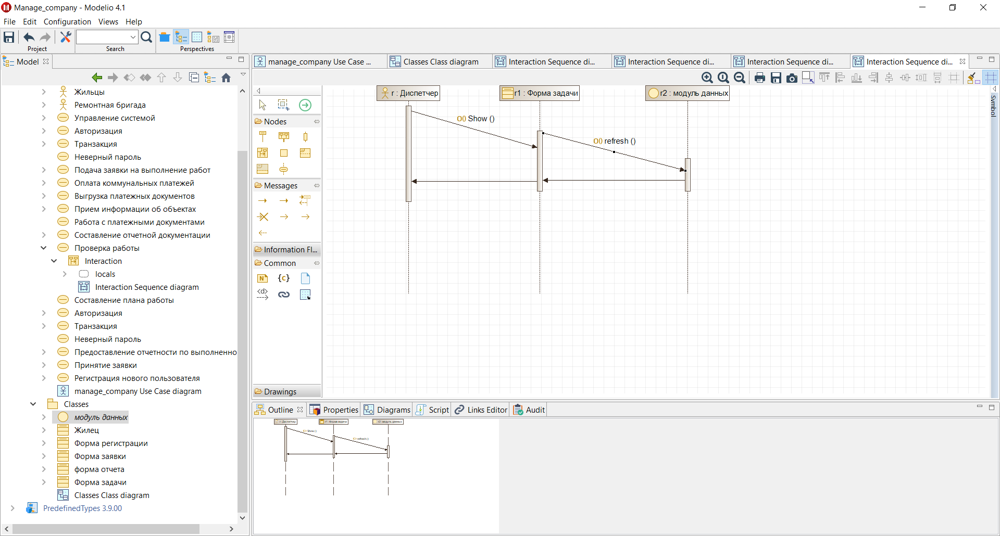 Manage_company - Modelio 4.1
File Edit Configuration Views Help
Project Search Perspectives
Model
Жильцы
Ремонтная бригада
Управление системой
Авторизация
Транзакция
Неверный пароль
Подача заявки на выполнение работ
Оплата коммунальных платежей
Выгрузка платежных документов
Прием информации об объектах
Работа с платежными документами
Составление отчетной документации
Проверка работы
Interaction
locals
Interaction Sequence diagram
Составление плана работы
Авторизация
Транзакция
Неверный пароль
Предоставление отчетности по выполненно
Принятие заявки
Регистрация нового пользователя
manage_company Use Case diagram
Classes
модуль данных
Жилец
Форма регистрации
Форма заявки
форма отчета
Форма задачи
Classes Class diagram
PredefinedTypes 3.9.00
manage_company Use Case ...
Classes Class diagram
Interaction Sequence di...
Interaction Sequence di...
Interaction Sequence di...
Interaction Sequence di...
Nodes
Messages
Information Fl...
Common
N
{C}
<d>
Drawings
r : Диспетчер
r1 : Форма задачи
r2 : модуль данных
O() Show ()
O() refresh ()
Symbol
Outline
Properties
Diagrams
Script
Links Editor
Audit
r : Диспетчер
r1 : Форма задачи
r2 : модуль данных
Show ()
refresh ()